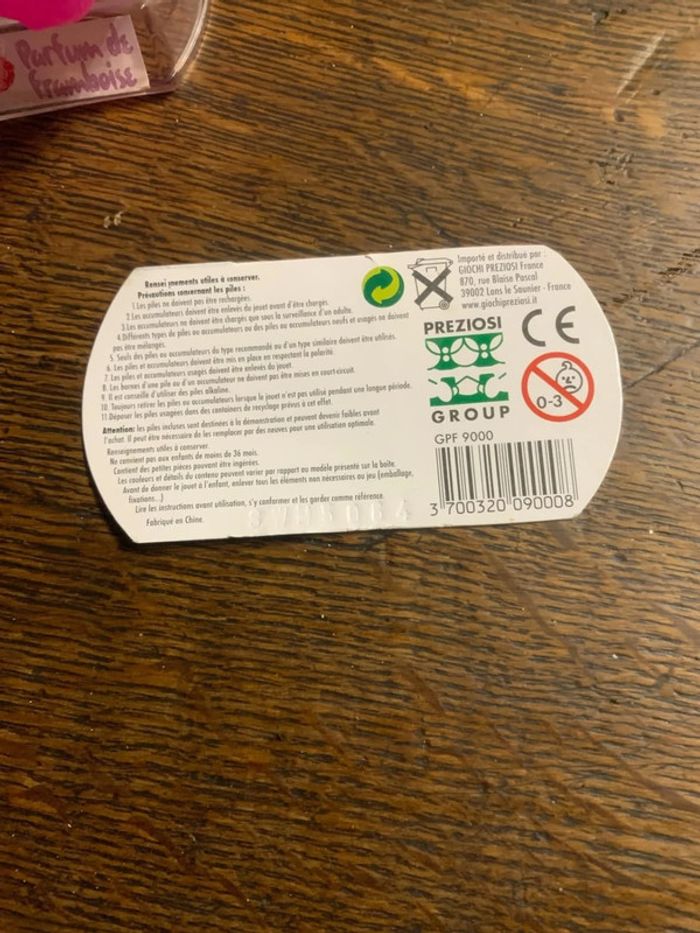 Parfum de
framboise
Rensei nements utiles à conserver.
Précautions concernant les piles :
1 Les piles ne doivent pas être rechargées.
2 Les accumulateurs doivent être enlevés du jouet avant d'être chargés.
3 Les accumulateurs ne doivent être chargés que sous la surveillance d'un adulte.
4 Différents types de piles ou accumulateurs ou des piles ou accumulateurs neufs et usagés ne doivent
pas être mélangés.
5. Seuls des piles ou accumulateurs du type recommandé ou d'un type similaire doivent être utilisés.
6. Les piles et accumulateurs doivent être mis en place en respectant la polarité
7. Les piles et accumulateurs usagés doivent être enlevés du jouet.
8. Les bornes d'une pile ou d'un accumulateur ne doivent pas être mises en court-circuit.
9. Il est conseillé d'utiliser des piles alkaline.
10. Toujours retirer les piles ou accumulateurs lorsque le jouet n'est pas utilisé pendant une longue période.
11 Déposer les piles usagées dans des containers de recyclage prévus à cet effet.
Attention: les piles incluses sont destinées à la démonstration et peuvent devenir faibles avant
l'achat. Il peut être nécessaire de les remplacer par des neuves pour une utilisation optimale.
Renseignements utiles à conserver.
Ne convient pas aux enfants de moins de 36 mois.
Contient des petites pièces pouvant être ingérées.
Les couleurs et détails du contenu peuvent varier par rapport au modèle présenté sur la boîte.
Avant de donner le jouet à l'enfant, enlever tous les éléments non nécessaires au jeu (emballage,
fixations...)
Lire les instructions avant utilisation, s'y conformer et les garder comme référence.
Fabriqué en Chine.
Importé et distribué par :
GIOCHI PREZIOSI France
870, rue Blaise Pascal
39002 Lons le Saunier - France
www.giochipreziosi.it
PREZIOSI
GROUP
CE
0-3
GPF 9000
3 700320 090008